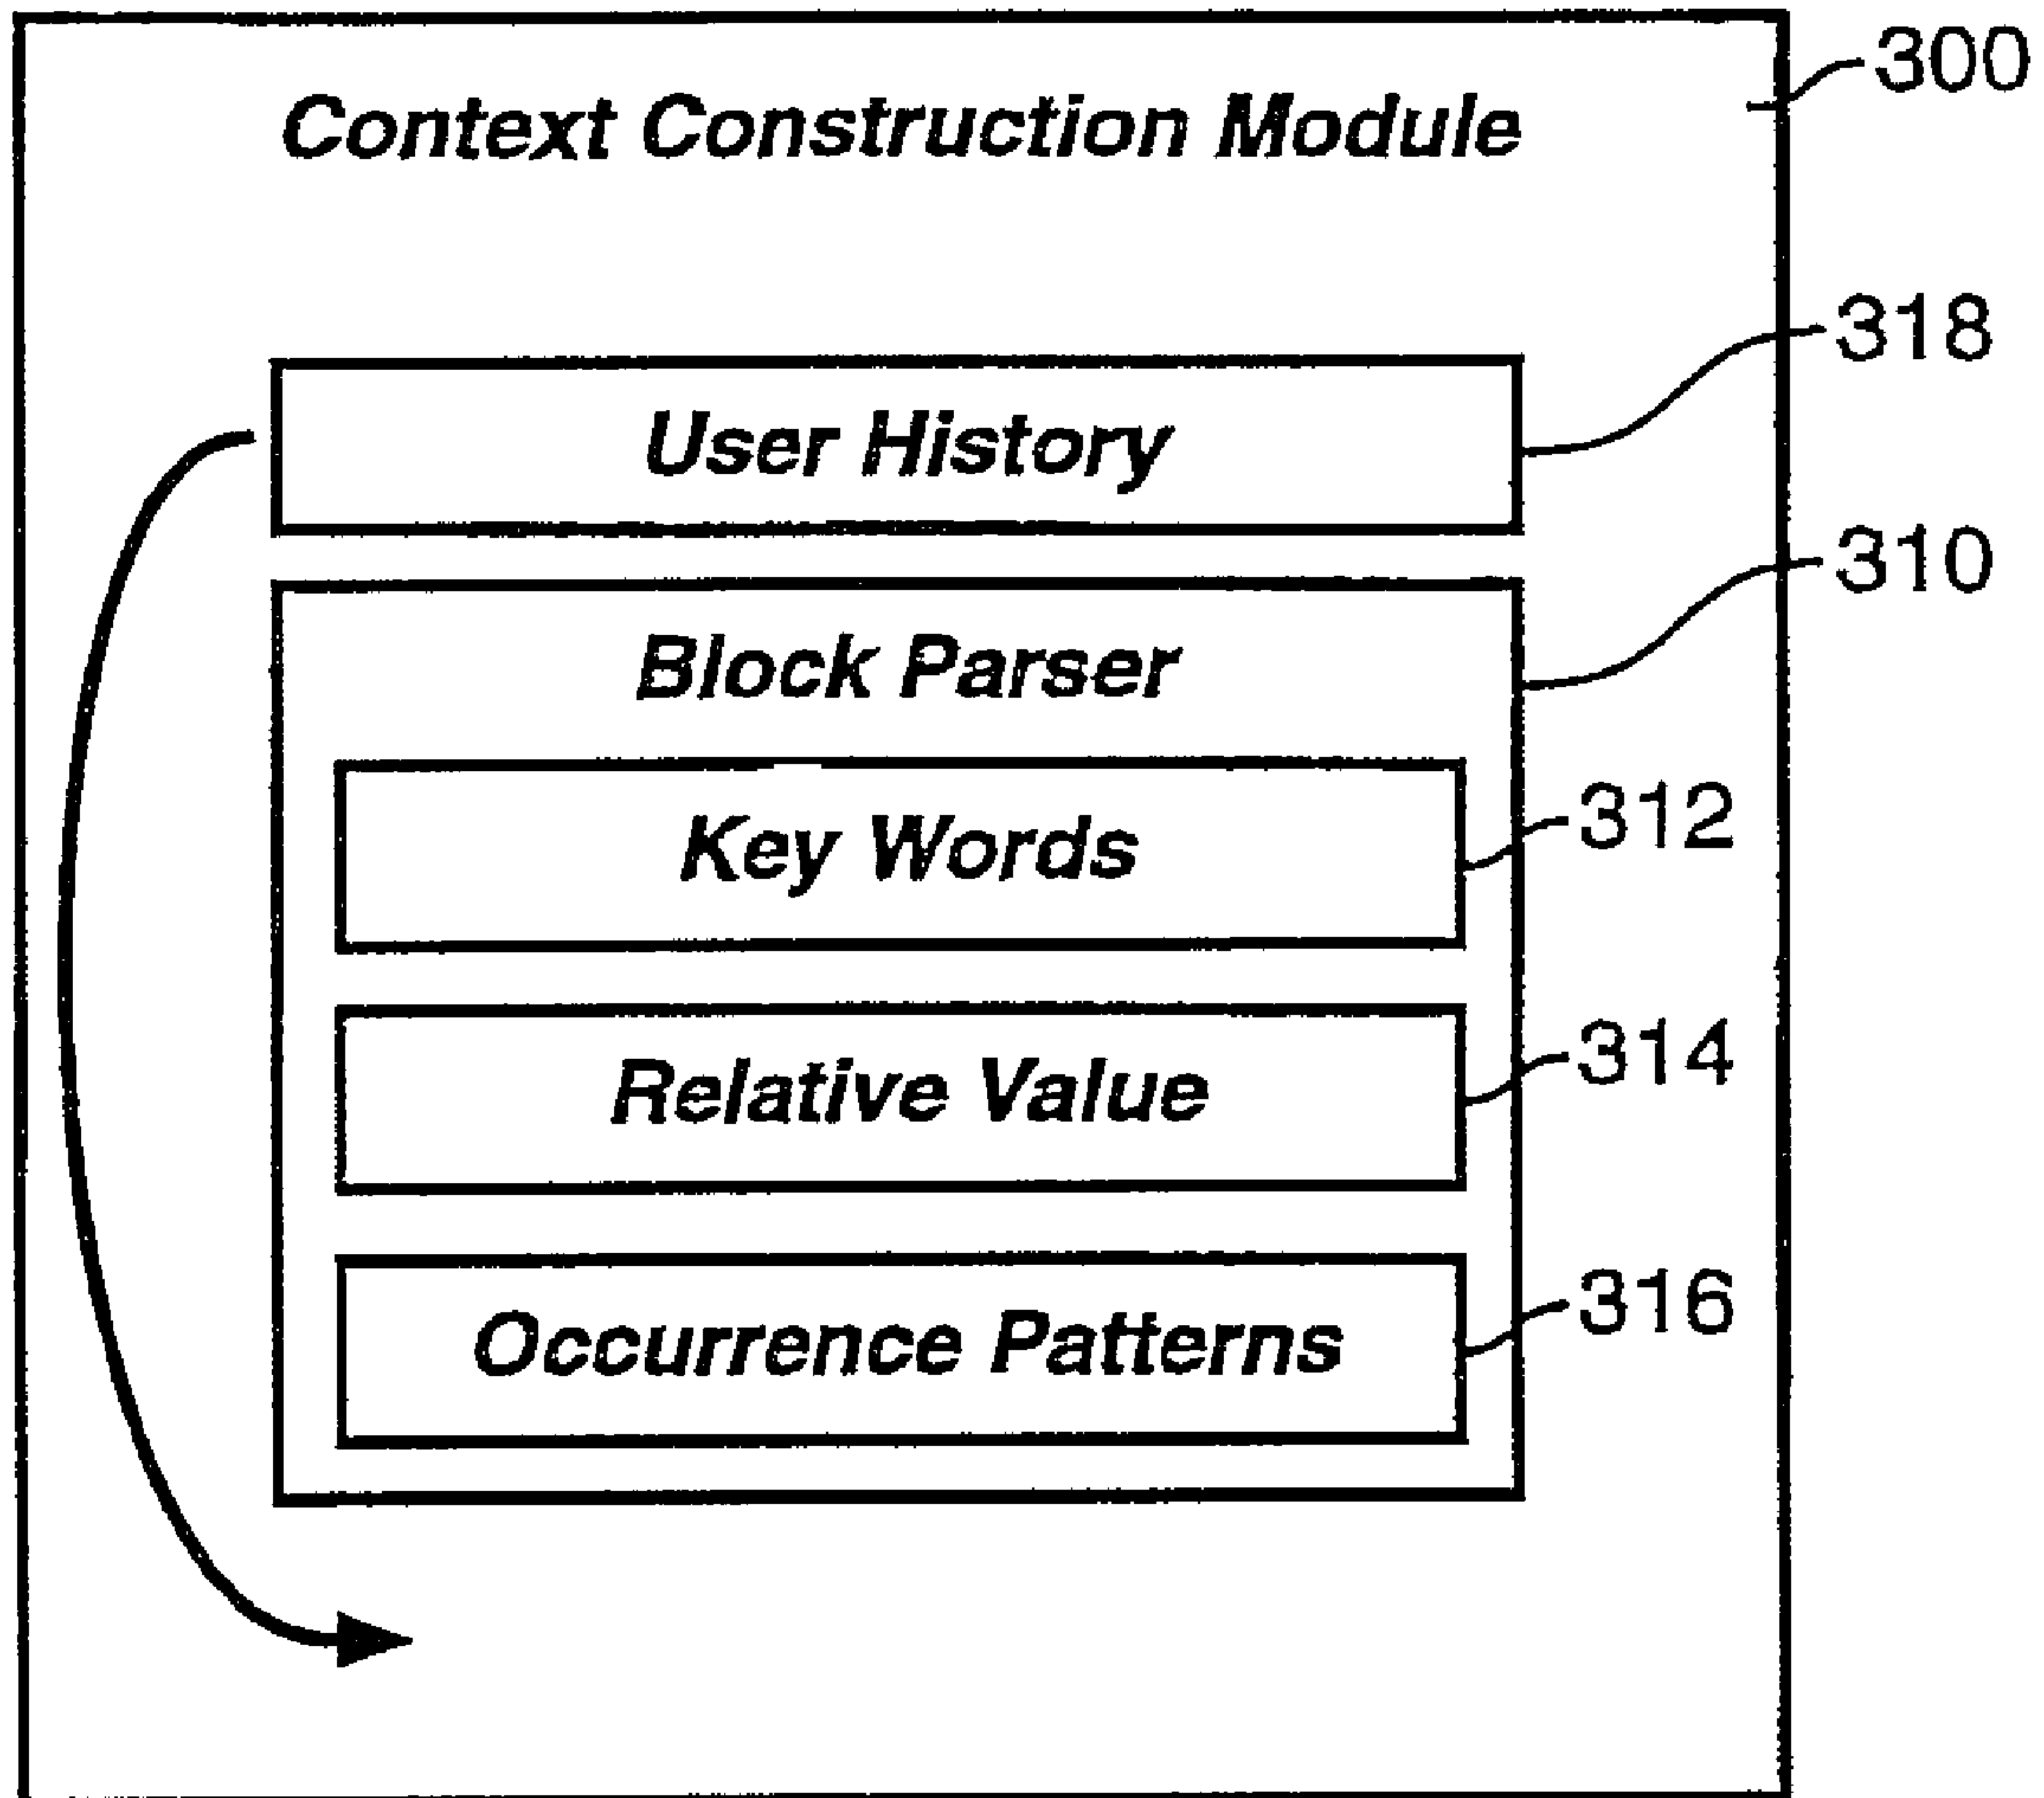 Context Construction Module
300
User History
318
310
Block Parser
Key Words
312
Relative Value
314
Occurrence Patterns
316